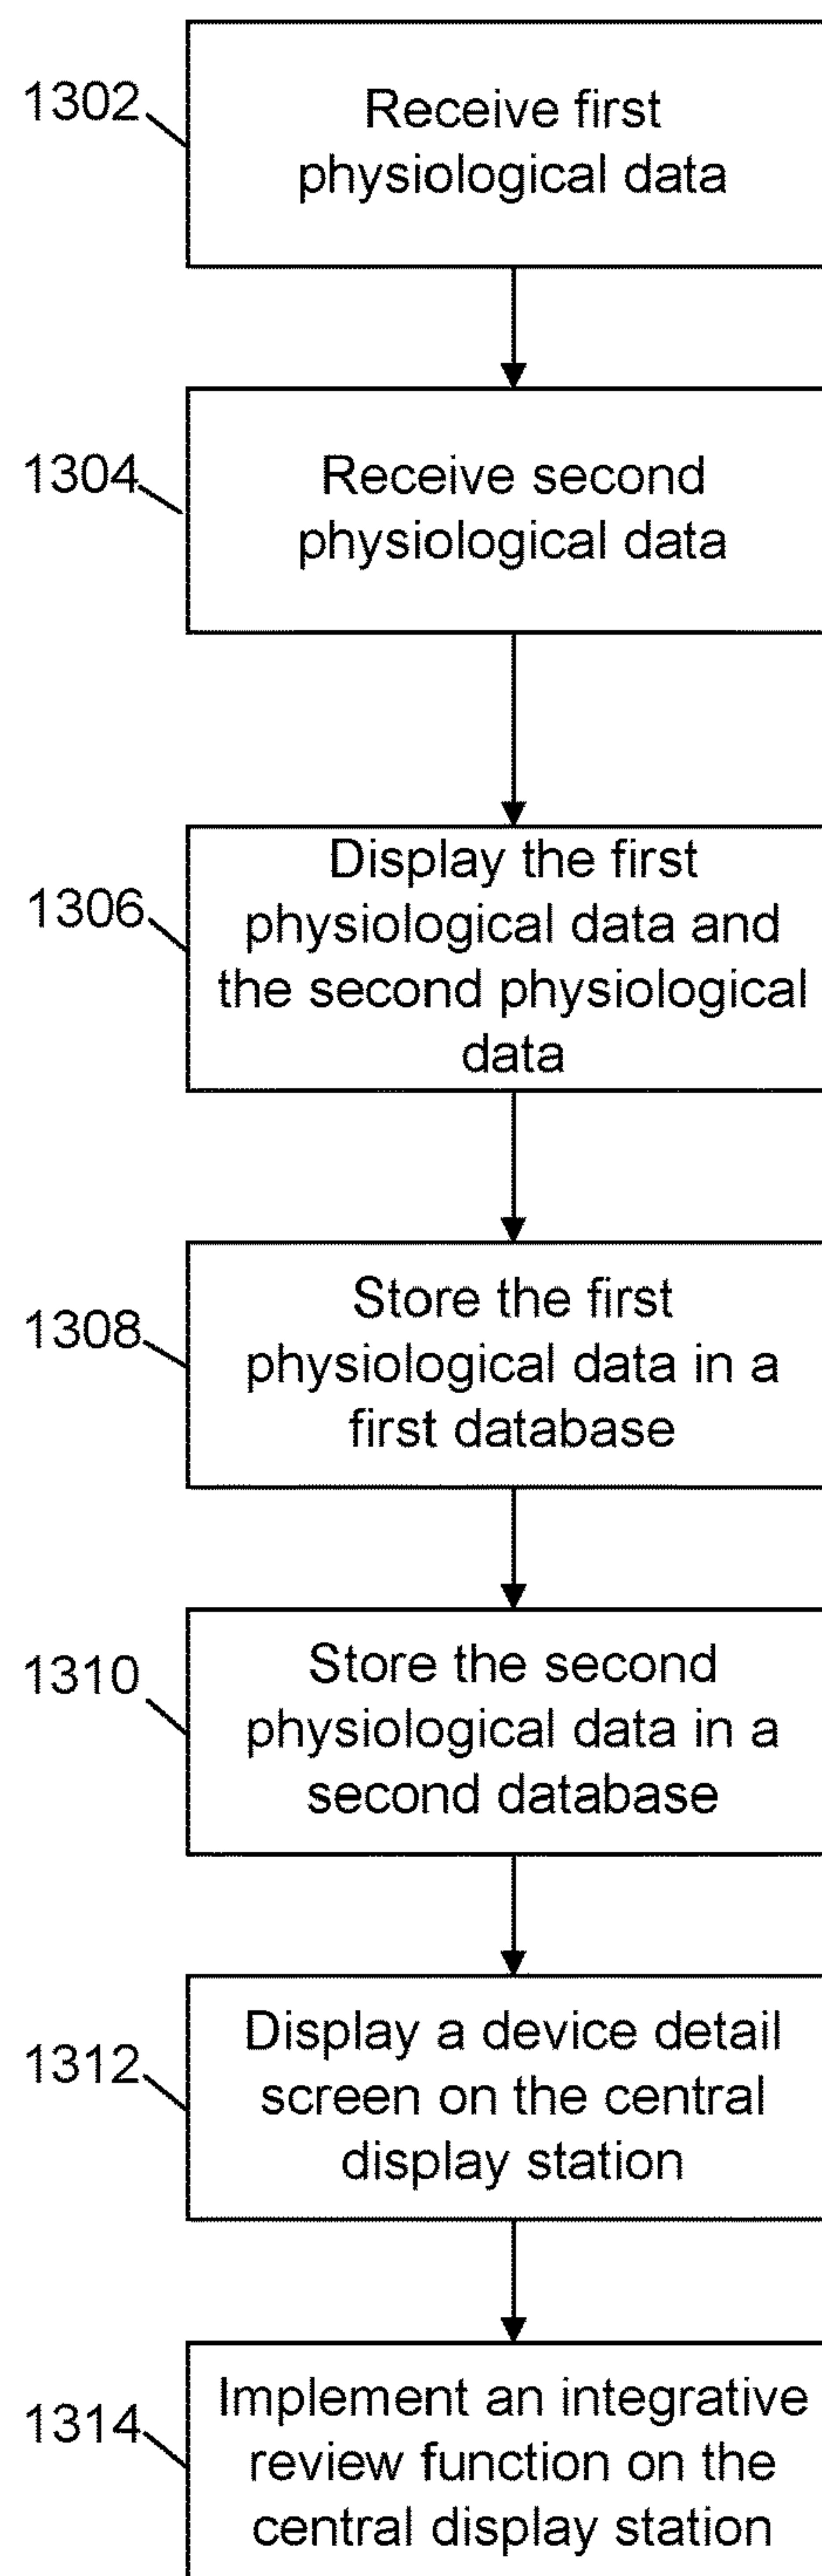 1302
Receive first
physiological data
1304
Receive second
physiological data
1306
Display the first
physiological data and
the second physiological
data
1308
Store the first
physiological data in a
first database
1310
Store the second
physiological data in a
second database
1312
Display a device detail
screen on the central
display station
1314
Implement an integrative
review function on the
central display station